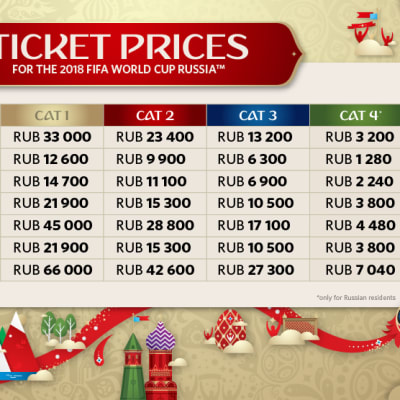 TICKET PRICES
FOR THE 2018 FIFA WORLD CUP RUSSIA™
CAT 1 CAT 2 CAT 3 CAT 4*
RUB 33 000 RUB 23 400 RUB 13 200 RUB 3 200
RUB 12 600 RUB 9 900 RUB 6 300 RUB 1 280
RUB 14 700 RUB 11 100 RUB 6 900 RUB 2 240
RUB 21 900 RUB 15 300 RUB 10 500 RUB 3 800
RUB 45 000 RUB 28 800 RUB 17 100 RUB 4 480
RUB 21 900 RUB 15 300 RUB 10 500 RUB 3 800
RUB 66 000 RUB 42 600 RUB 27 300 RUB 7 040
*only for Russian residents